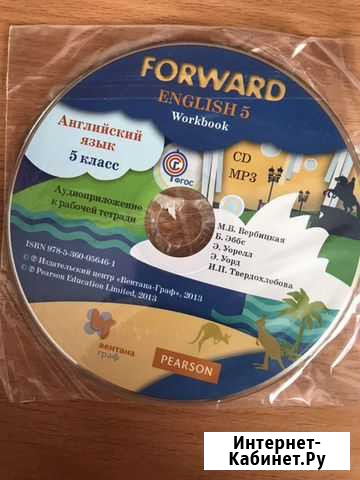 FORWARD
ENGLISH 5
Workbook
Английский
язык
5 класс
ФГОС
CD
MP3
Аудиоприложение
к рабочей тетради
М.В. Вербицкая
Б. Эббс
Э. Уорелл
Э. Уорд
И.П. Твердохлебова
ISBN 978-5-360-05646-1
© ℗ Издательский центр «Вентана-Граф», 2013
© ℗ Pearson Education Limited, 2013
вентана
граф
PEARSON
Интернет-
Кабинет.Ру